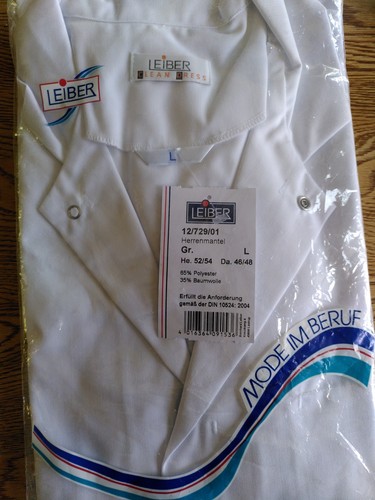 LEIBER
CLEAN DRESS
LEIBER
L
LEIBER
12/729/01
Herrenmantel
Gr. L
He. 52/54 Da. 46/48
65% Polyester
35% Baumwolle
Erfüllt die Anforderung
gemäß der DIN 10524: 2004
MODE IM BERUF